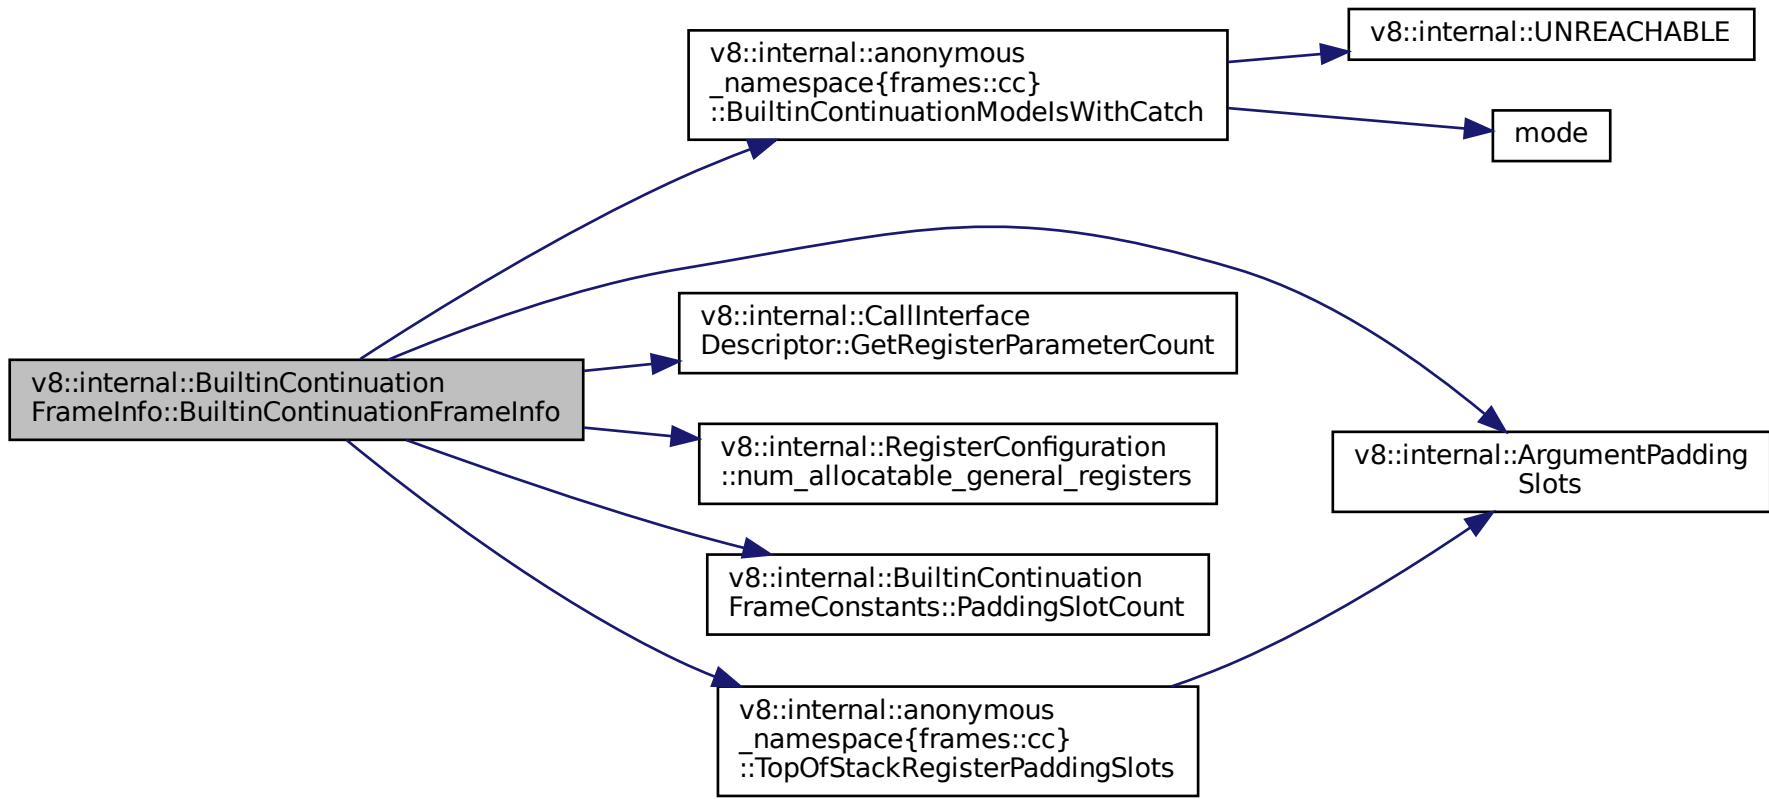 v8::internal::anonymous
_namespace{frames::cc}
::BuiltinContinuationModeIsWithCatch
v8::internal::UNREACHABLE
mode
v8::internal::CallInterface
Descriptor::GetRegisterParameterCount
v8::internal::BuiltinContinuation
FrameInfo::BuiltinContinuationFrameInfo
v8::internal::RegisterConfiguration
::num_allocatable_general_registers
v8::internal::ArgumentPadding
Slots
v8::internal::BuiltinContinuation
FrameConstants::PaddingSlotCount
v8::internal::anonymous
_namespace{frames::cc}
::TopOfStackRegisterPaddingSlots